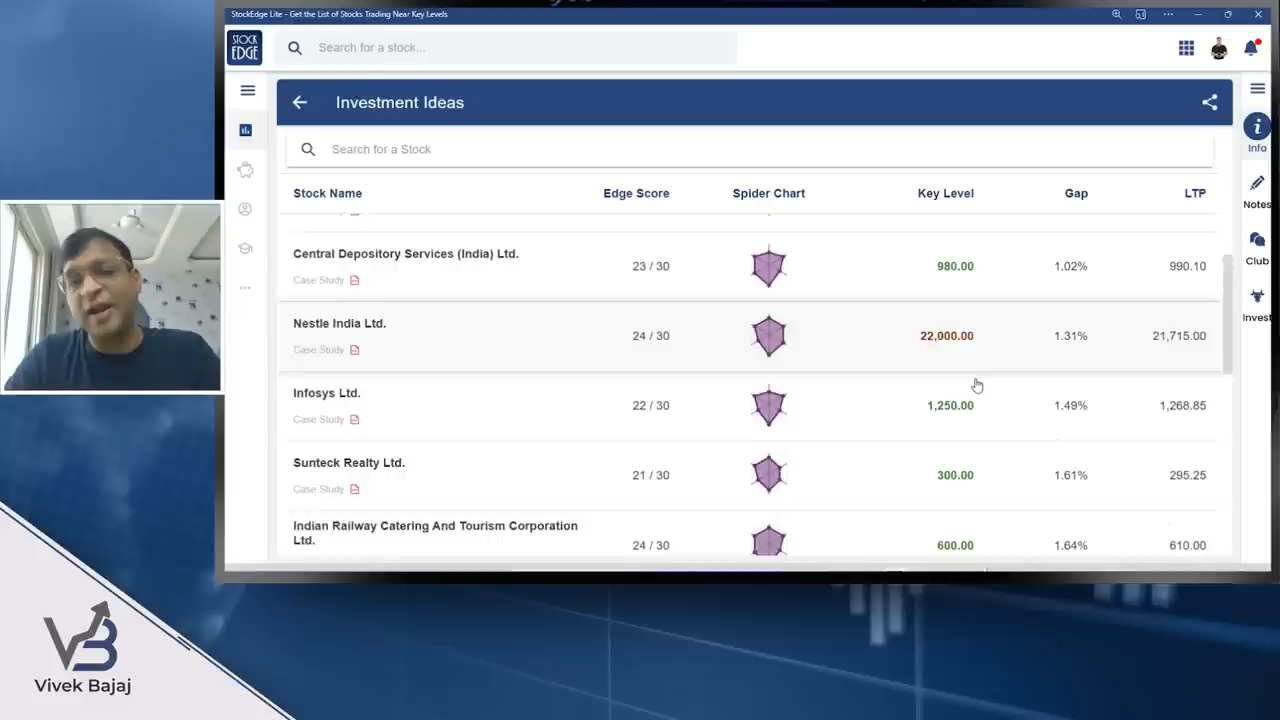 StockEdge Lite - Get the List of Stocks Trading Near Key Levels
STOCK
EDGE
Search for a stock...
Investment Ideas
Info
Search for a Stock
Notes
Stock Name Edge Score Spider Chart Key Level Gap LTP
Club
Central Depository Services (India) Ltd. 23 / 30 980.00 1.02% 990.10
Case Study
Invest
Nestle India Ltd. 24 / 30 22,000.00 1.31% 21,715.00
Case Study
Infosys Ltd. 22 / 30 1,250.00 1.49% 1,268.85
Case Study
Sunteck Realty Ltd. 21 / 30 300.00 1.61% 295.25
Case Study
Indian Railway Catering And Tourism Corporation
Ltd. 24 / 30 600.00 1.64% 610.00
VB
Vivek Bajaj